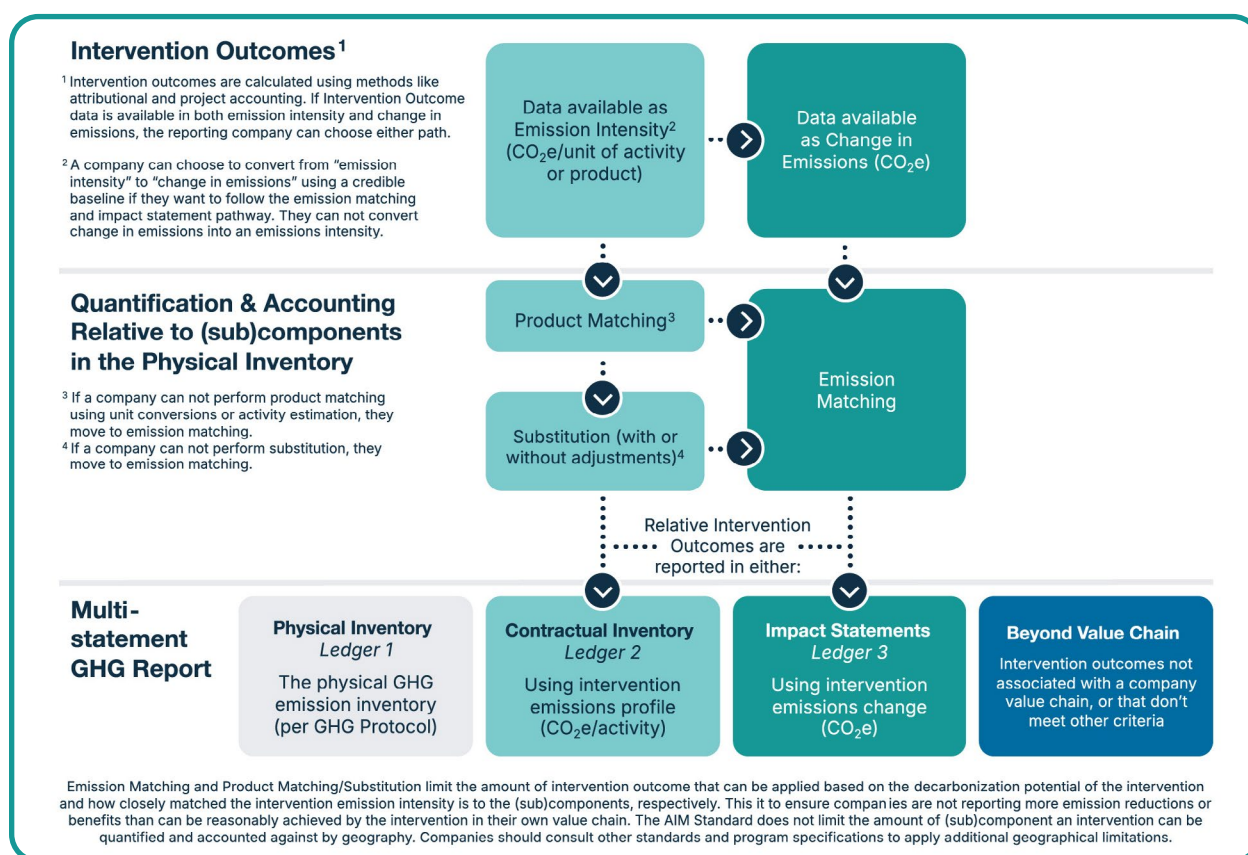 Intervention Outcomes¹
¹ Intervention outcomes are calculated using methods like
attributional and project accounting. If Intervention Outcome
data is available in both emission intensity and change in
emissions, the reporting company can choose either path.
² A company can choose to convert from “emission
intensity” to “change in emissions” using a credible
baseline if they want to follow the emission matching
and impact statement pathway. They can not convert
change in emissions into an emissions intensity.
Data available as
Emission Intensity²
(CO₂e/unit of activity
or product)
Data available
as Change in
Emissions (CO₂e)
Quantification & Accounting
Relative to (sub)components
in the Physical Inventory
³ If a company can not perform product matching
using unit conversions or activity estimation, they
move to emission matching.
⁴ If a company can not perform substitution, they
move to emission matching.
Product Matching³
Substitution (with or
without adjustments)⁴
Emission
Matching
Relative Intervention
Outcomes are
reported in either:
Multi-
statement
GHG Report
Physical Inventory
Ledger 1
The physical GHG
emission inventory
(per GHG Protocol)
Contractual Inventory
Ledger 2
Using intervention
emissions profile
(CO₂e/activity)
Impact Statements
Ledger 3
Using intervention
emissions change
(CO₂e)
Beyond Value Chain
Intervention outcomes not
associated with a company
value chain, or that don’t
meet other criteria
Emission Matching and Product Matching/Substitution limit the amount of intervention outcome that can be applied based on the decarbonization potential of the intervention
and how closely matched the intervention emission intensity is to the (sub)components, respectively. This it to ensure companies are not reporting more emission reductions or
benefits than can be reasonably achieved by the intervention in their own value chain. The AIM Standard does not limit the amount of (sub)component an intervention can be
quantified and accounted against by geography. Companies should consult other standards and program specifications to apply additional geographical limitations.